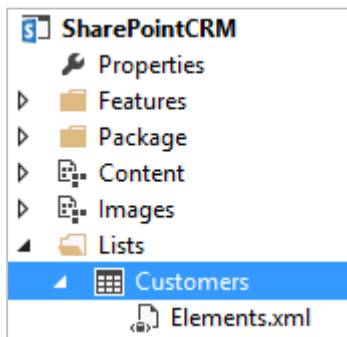 SharePointCRM
Properties
Features
Package
Content
Images
Lists
Customers
Elements.xml